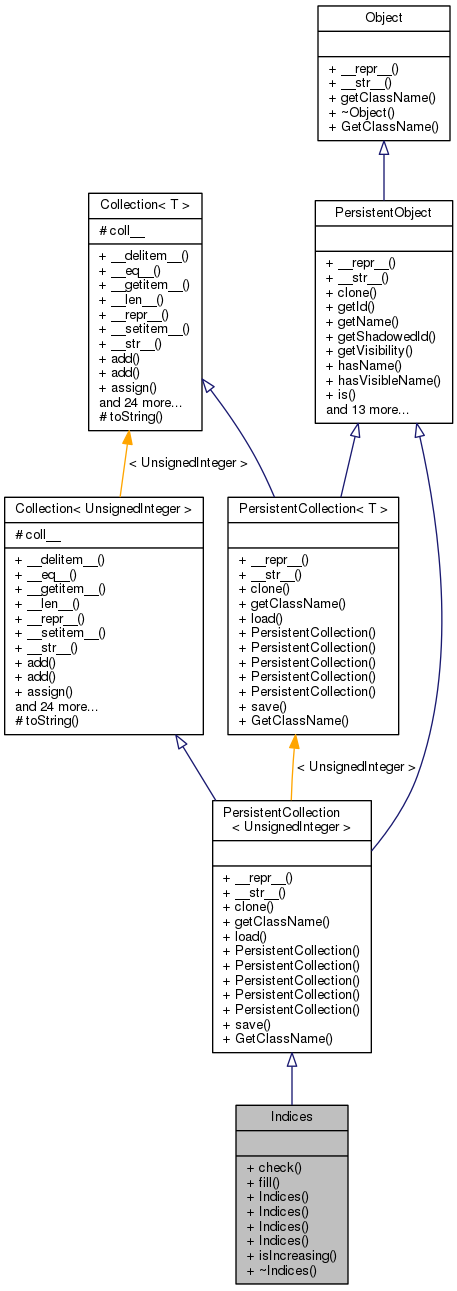 Object
+ __repr__()
+ __str__()
+ getClassName()
+ ~Object()
+ GetClassName()
Collection< T >
# coll__
+ __delitem__()
+ __eq__()
+ __getitem__()
+ __len__()
+ __repr__()
+ __setitem__()
+ __str__()
+ add()
+ add()
+ assign()
and 24 more...
# toString()
PersistentObject
+ __repr__()
+ __str__()
+ clone()
+ getId()
+ getName()
+ getShadowedId()
+ getVisibility()
+ hasName()
+ hasVisibleName()
+ is()
and 13 more...
< UnsignedInteger >
Collection< UnsignedInteger >
# coll__
+ __delitem__()
+ __eq__()
+ __getitem__()
+ __len__()
+ __repr__()
+ __setitem__()
+ __str__()
+ add()
+ add()
+ assign()
and 24 more...
# toString()
PersistentCollection< T >
+ __repr__()
+ __str__()
+ clone()
+ getClassName()
+ load()
+ PersistentCollection()
+ PersistentCollection()
+ PersistentCollection()
+ PersistentCollection()
+ PersistentCollection()
+ save()
+ GetClassName()
< UnsignedInteger >
PersistentCollection
< UnsignedInteger >
+ __repr__()
+ __str__()
+ clone()
+ getClassName()
+ load()
+ PersistentCollection()
+ PersistentCollection()
+ PersistentCollection()
+ PersistentCollection()
+ PersistentCollection()
+ save()
+ GetClassName()
Indices
+ check()
+ fill()
+ Indices()
+ Indices()
+ Indices()
+ Indices()
+ isIncreasing()
+ ~Indices()